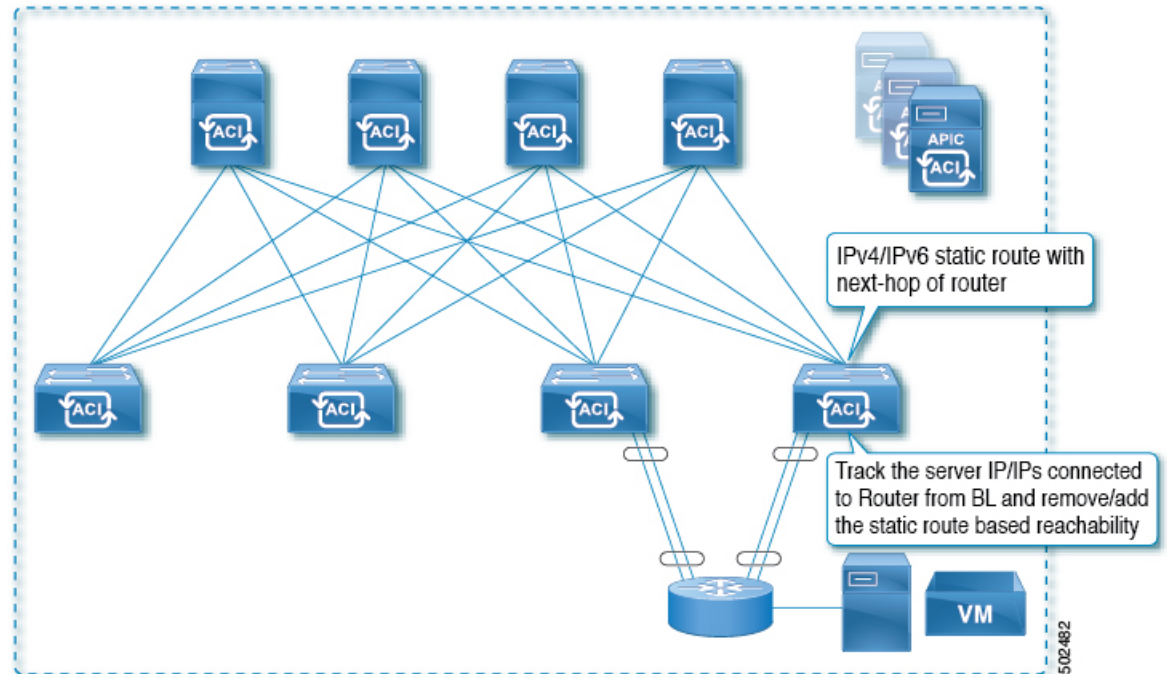 ACI
ACI
ACI
ACI
APIC
ACI
IPv4/IPv6 static route with
next-hop of router
ACI
ACI
ACI
ACI
Track the server IP/IPs connected
to Router from BL and remove/add
the static route based reachability
VM
502482